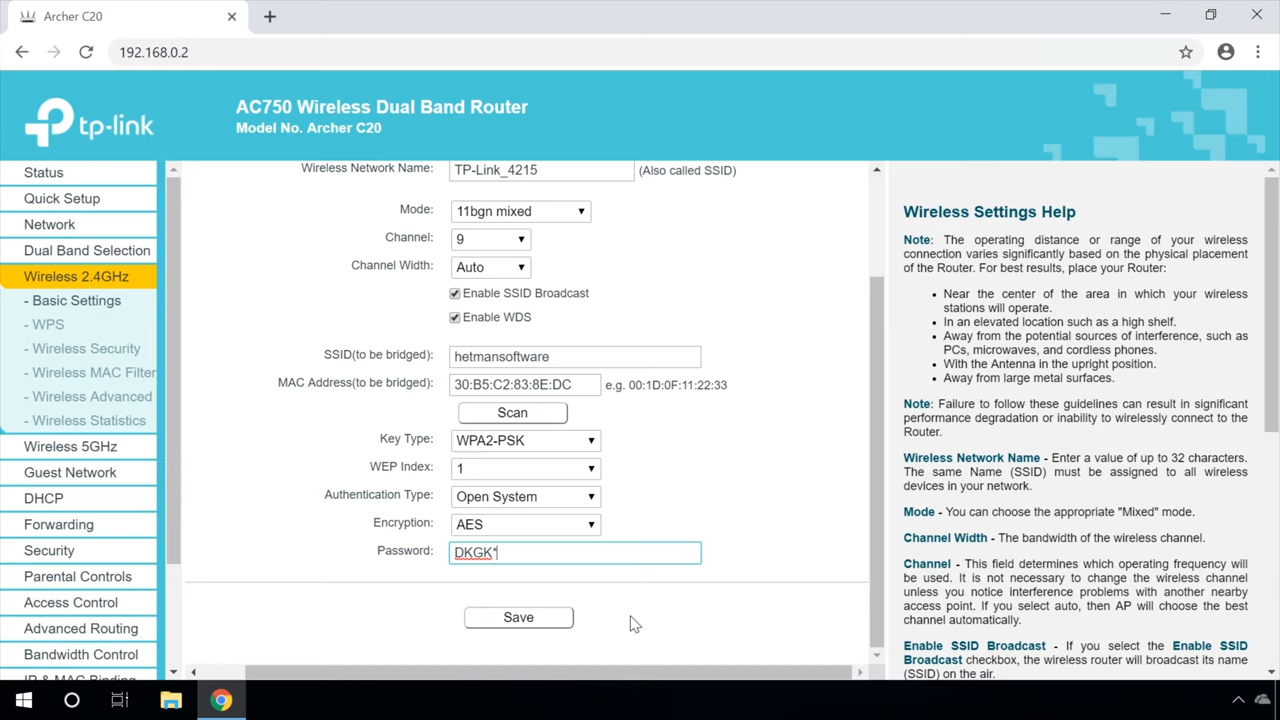 Archer C20
192.168.0.2
tp-link
AC750 Wireless Dual Band Router
Model No. Archer C20
Status
Quick Setup
Network
Dual Band Selection
Wireless 2.4GHz
- Basic Settings
- WPS
- Wireless Security
- Wireless MAC Filter
- Wireless Advanced
- Wireless Statistics
Wireless 5GHz
Guest Network
DHCP
Forwarding
Security
Parental Controls
Access Control
Advanced Routing
Bandwidth Control
IP & MAC Binding
Wireless Network Name: TP-Link_4215 (Also called SSID)
Mode: 11bgn mixed
Channel: 9
Channel Width: Auto
Enable SSID Broadcast
Enable WDS
SSID(to be bridged): hetmansoftware
MAC Address(to be bridged): 30:B5:C2:83:8E:DC e.g. 00:1D:0F:11:22:33
Scan
Key Type: WPA2-PSK
WEP Index: 1
Authentication Type: Open System
Encryption: AES
Password: DKGK*
Save
Wireless Settings Help
Note: The operating distance or range of your wireless
connection varies significantly based on the physical placement
of the Router. For best results, place your Router:
• Near the center of the area in which your wireless
stations will operate.
• In an elevated location such as a high shelf.
• Away from the potential sources of interference, such as
PCs, microwaves, and cordless phones.
• With the Antenna in the upright position.
• Away from large metal surfaces.
Note: Failure to follow these guidelines can result in significant
performance degradation or inability to wirelessly connect to the
Router.
Wireless Network Name - Enter a value of up to 32 characters.
The same Name (SSID) must be assigned to all wireless
devices in your network.
Mode - You can choose the appropriate "Mixed" mode.
Channel Width - The bandwidth of the wireless channel.
Channel - This field determines which operating frequency will
be used. It is not necessary to change the wireless channel
unless you notice interference problems with another nearby
access point. If you select auto, then AP will choose the best
channel automatically.
Enable SSID Broadcast - If you select the Enable SSID
Broadcast checkbox, the wireless router will broadcast its name
(SSID) on the air.